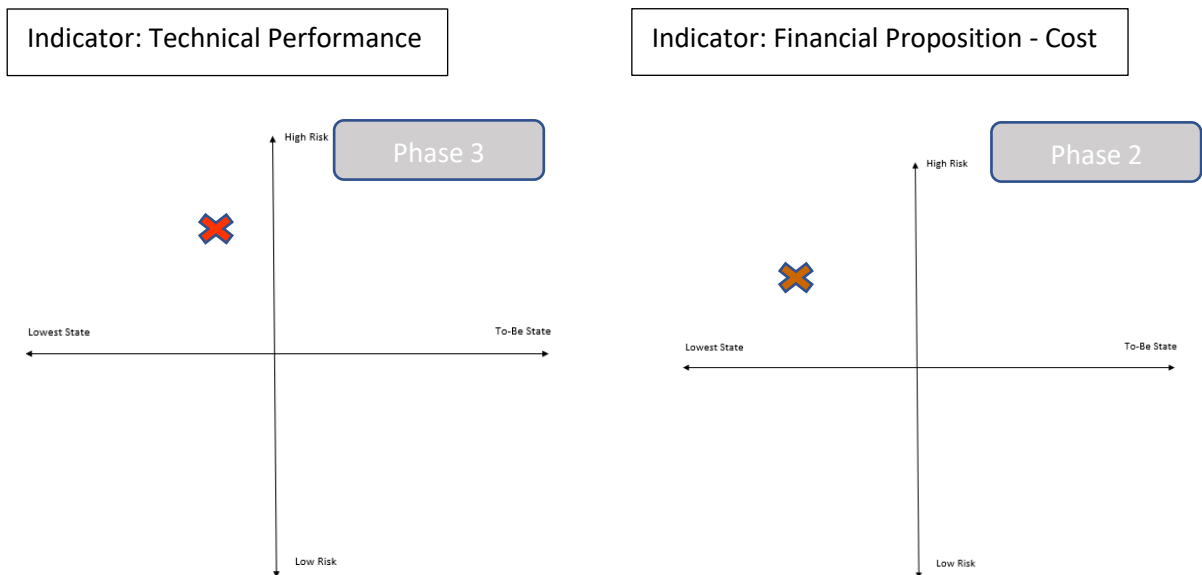 Indicator: Technical Performance
High Risk
Phase 3
Lowest State
To-Be State
Low Risk
Indicator: Financial Proposition - Cost
High Risk
Phase 2
Lowest State
To-Be State
Low Risk